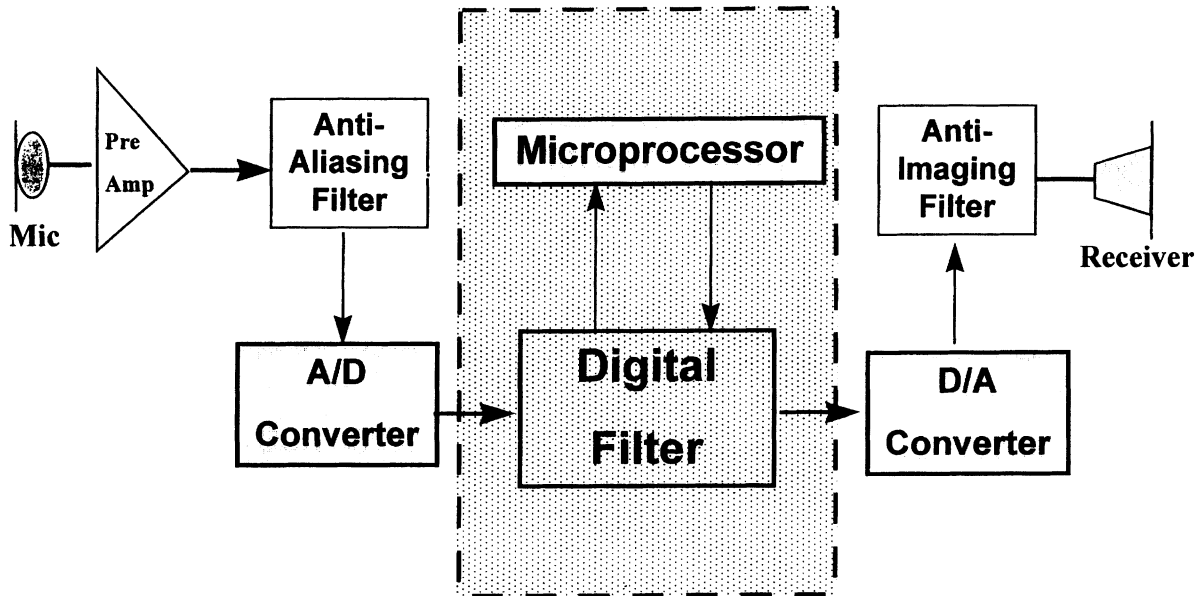 Mic
Pre
Amp
Anti-
Aliasing
Filter
A/D
Converter
Microprocessor
Digital
Filter
D/A
Converter
Anti-
Imaging
Filter
Receiver